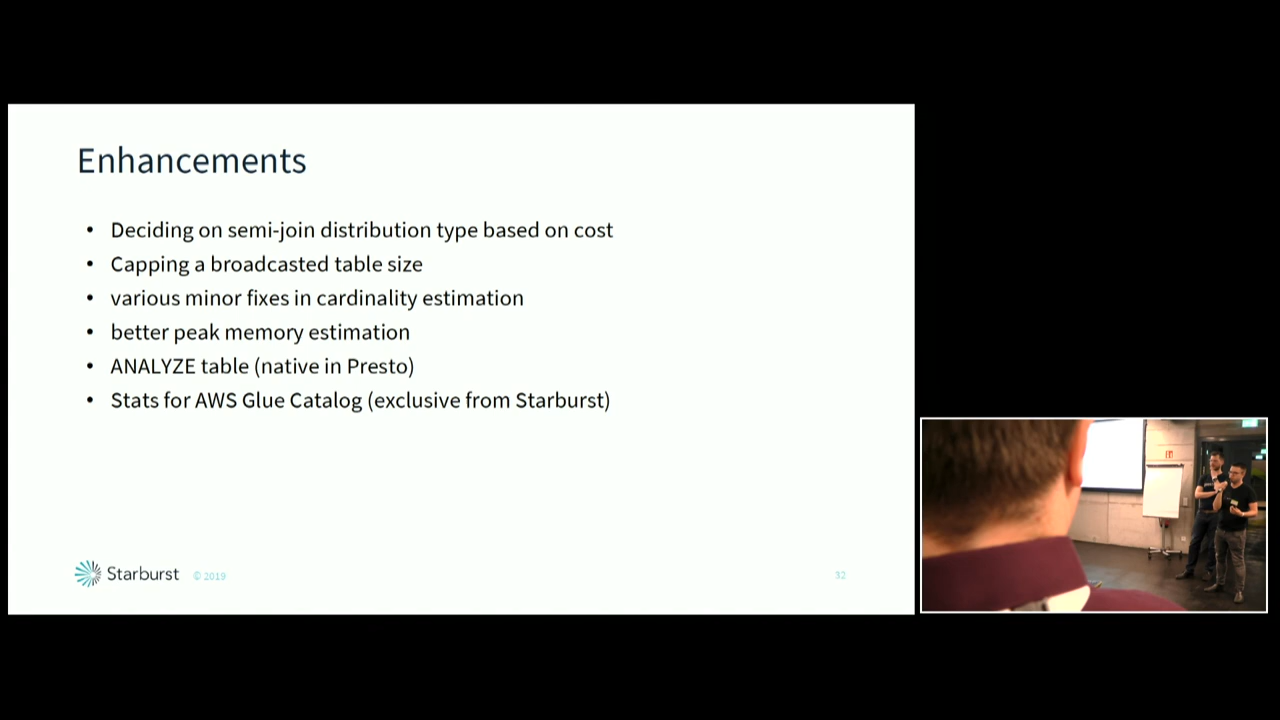 Enhancements
• Deciding on semi-join distribution type based on cost
• Capping a broadcasted table size
• various minor fixes in cardinality estimation
• better peak memory estimation
• ANALYZE table (native in Presto)
• Stats for AWS Glue Catalog (exclusive from Starburst)
Starburst © 2019
32